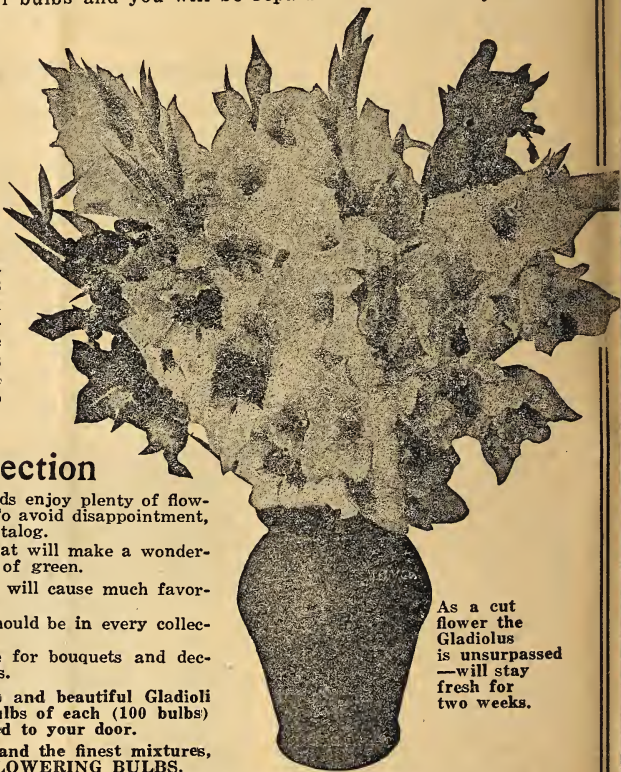 bulbs and you will be
ection
ds enjoy plenty of flow-
o avoid disappointment,
talog.
at will make a wonder-
of green.
will cause much favor-
ould be in every collec-
for bouquets and dec-
s.
and beautiful Gladioli
lbs of each (100 bulbs)
d to your door.
and the finest mixtures,
LOWERING BULBS.
As a cut
flower the
Gladiolus
is unsurpassed
—will stay
fresh for
two weeks.